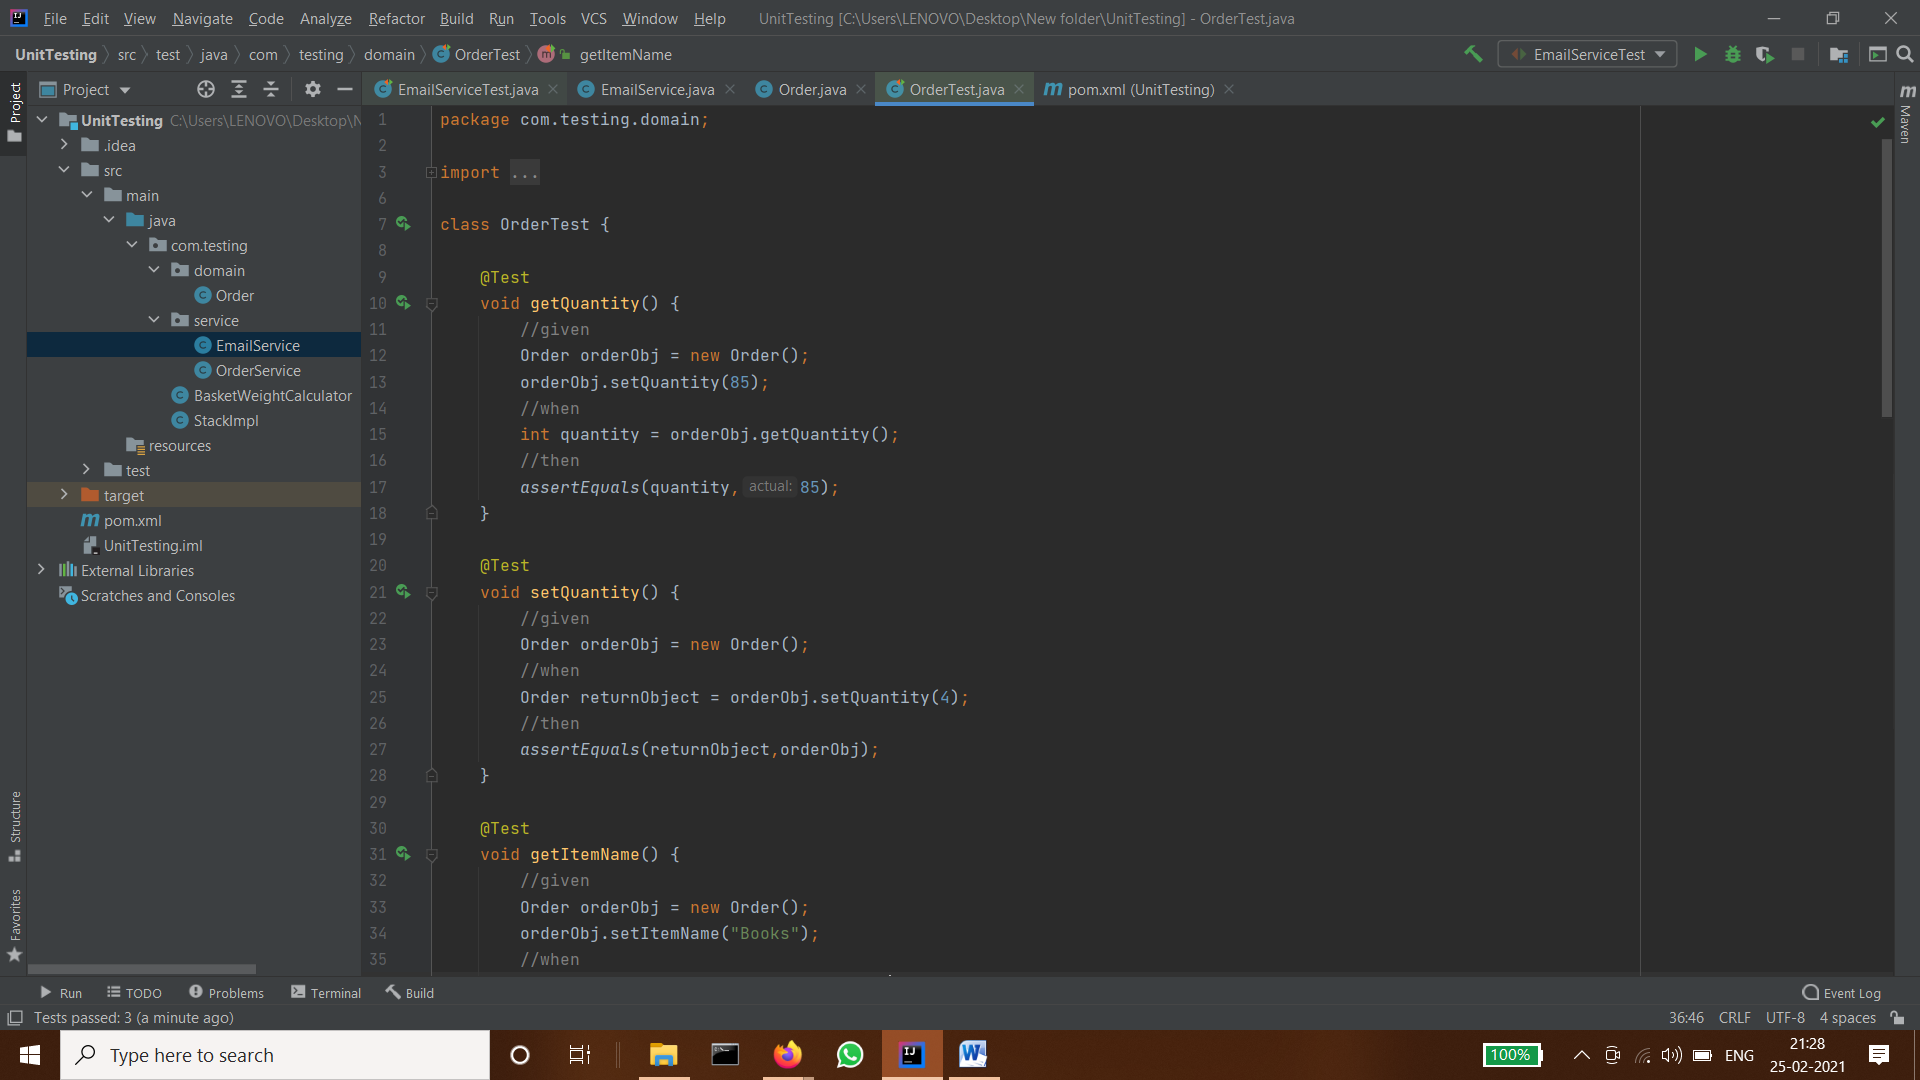 File Edit View Navigate Code Analyze Refactor Build Run Tools VCS Window Help UnitTesting [C:\Users\LENOVO\Desktop\New folder\UnitTesting] - OrderTest.java
UnitTesting src test java com testing domain OrderTest getItemName EmailServiceTest
Project EmailServiceTest.java EmailService.java Order.java OrderTest.java pom.xml (UnitTesting)
UnitTesting C:\Users\LENOVO\Desktop\N
.idea
src
main
java
com.testing
domain
Order
service
EmailService
OrderService
BasketWeightCalculator
StackImpl
resources
test
target
pom.xml
UnitTesting.iml
External Libraries
Scratches and Consoles
Project
Structure
Favorites
1 package com.testing.domain;
2
3 import ...
6
7 class OrderTest {
8
9 @Test
10 void getQuantity() {
11 //given
12 Order orderObj = new Order();
13 orderObj.setQuantity(85);
14 //when
15 int quantity = orderObj.getQuantity();
16 //then
17 assertEquals(quantity, actual: 85);
18 }
19
20 @Test
21 void setQuantity() {
22 //given
23 Order orderObj = new Order();
24 //when
25 Order returnObject = orderObj.setQuantity(4);
26 //then
27 assertEquals(returnObject,orderObj);
28 }
29
30 @Test
31 void getItemName() {
32 //given
33 Order orderObj = new Order();
34 orderObj.setItemName("Books");
35 //when
Maven
Run TODO Problems Terminal Build Event Log
Tests passed: 3 (a minute ago) 36:46 CRLF UTF-8 4 spaces
Type here to search 100% ENG 21:28
25-02-2021